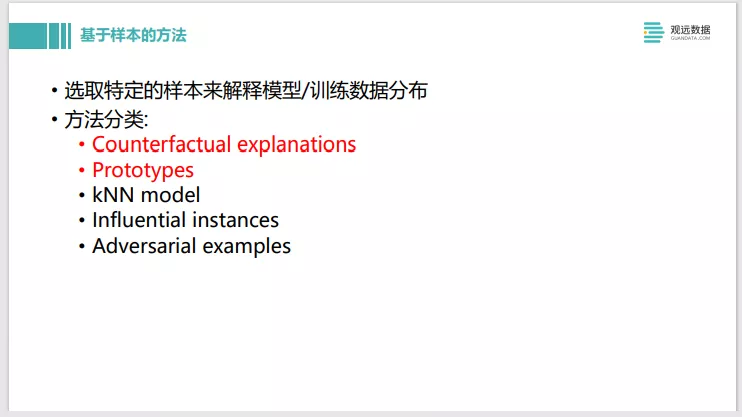 基于样本的方法
观远数据
GUANDATA.COM
• 选取特定的样本来解释模型/训练数据分布
• 方法分类:
• Counterfactual explanations
• Prototypes
• kNN model
• Influential instances
• Adversarial examples